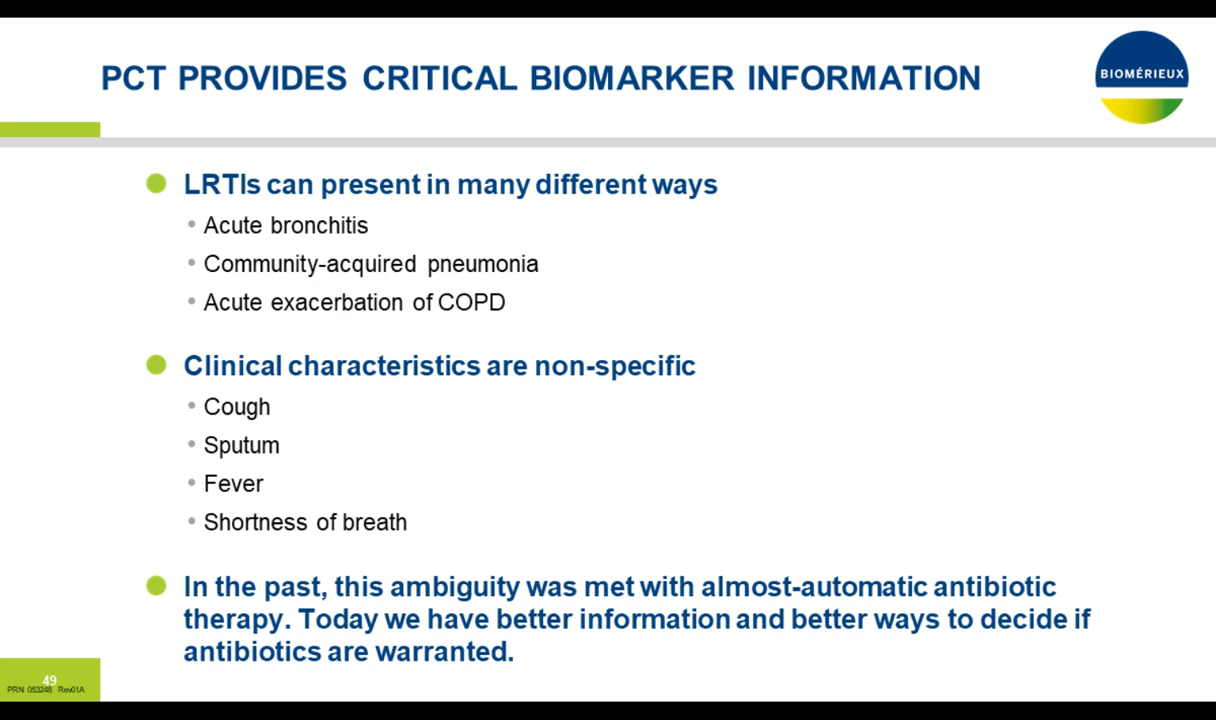 PCT PROVIDES CRITICAL BIOMARKER INFORMATION
BIOMÉRIEUX
LRTIs can present in many different ways
Acute bronchitis
Community-acquired pneumonia
Acute exacerbation of COPD
Clinical characteristics are non-specific
Cough
Sputum
Fever
Shortness of breath
In the past, this ambiguity was met with almost-automatic antibiotic
therapy. Today we have better information and better ways to decide if
antibiotics are warranted.
49
PRN 053248 Rev01A